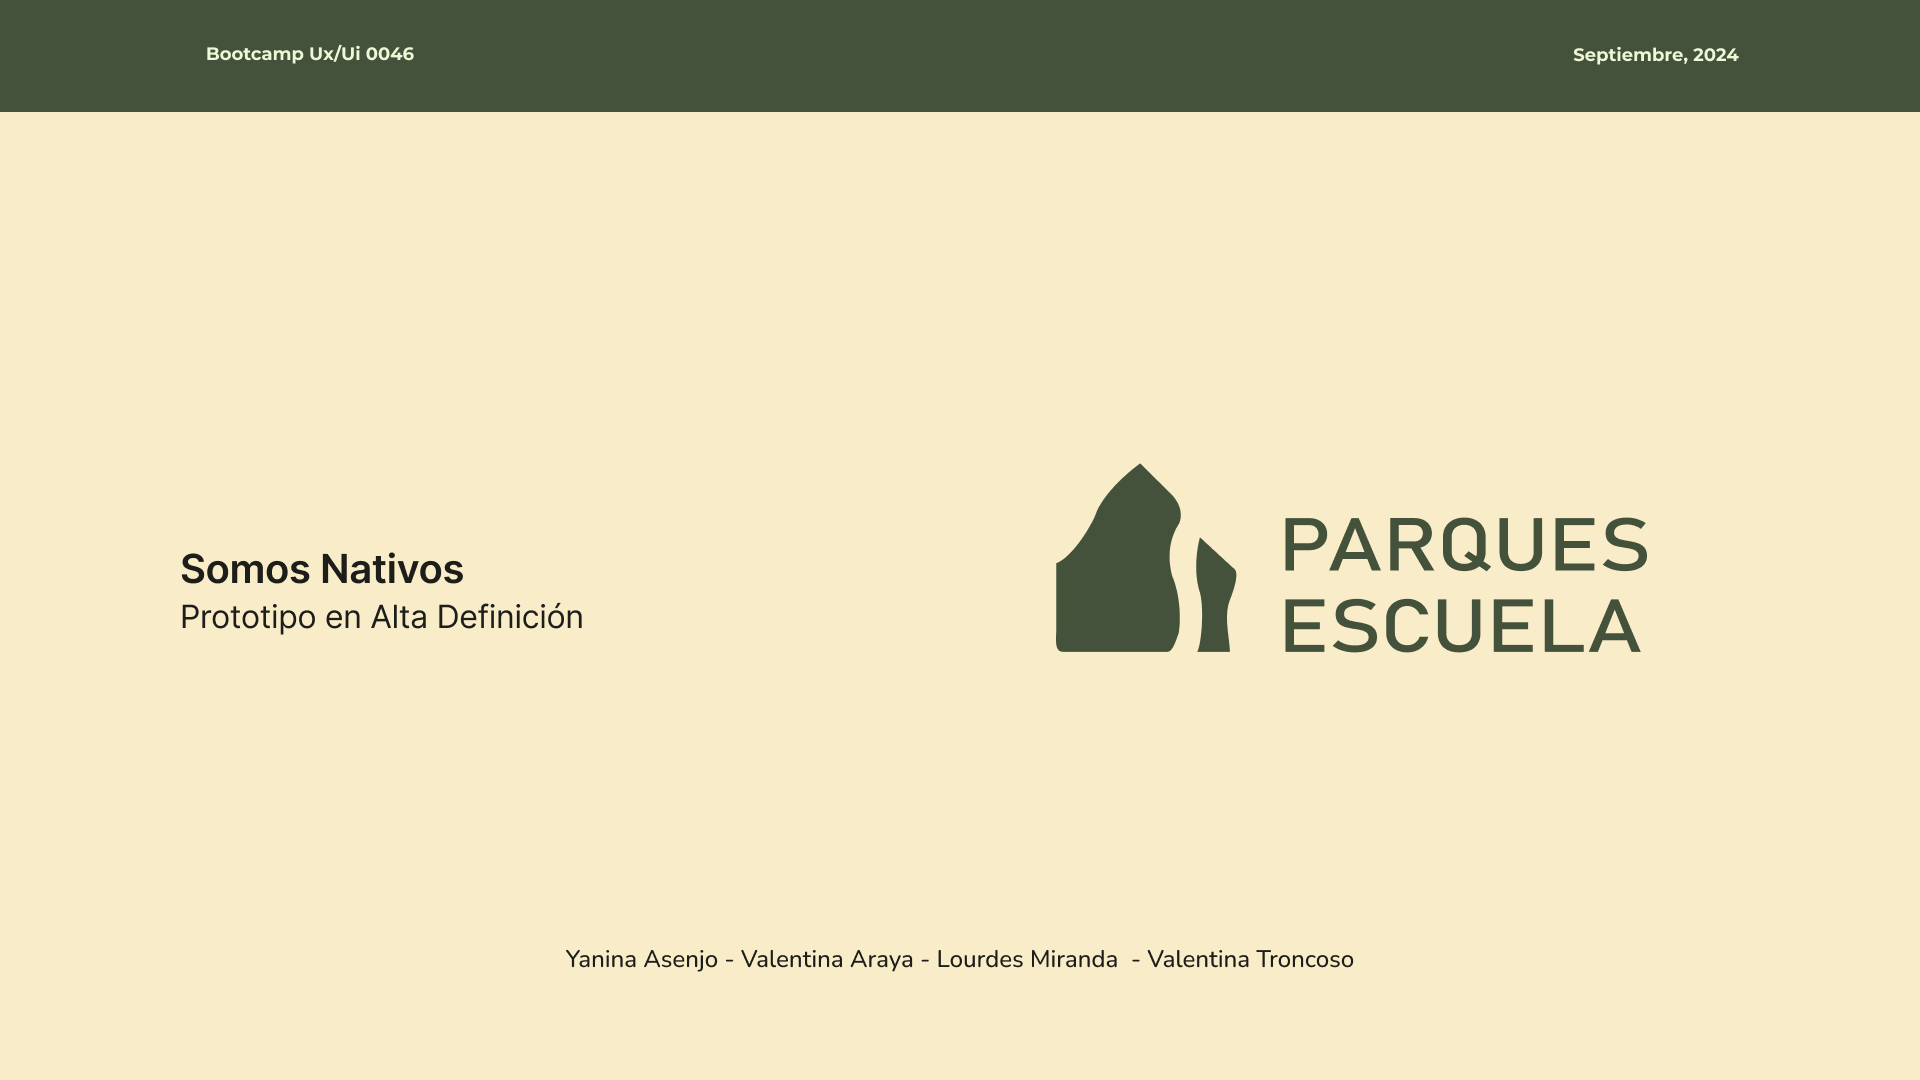 Bootcamp Ux/Ui 0046
Septiembre, 2024
Somos Nativos
Prototipo en Alta Definición
PARQUES
ESCUELA
Yanina Asenjo - Valentina Araya - Lourdes Miranda  - Valentina Troncoso